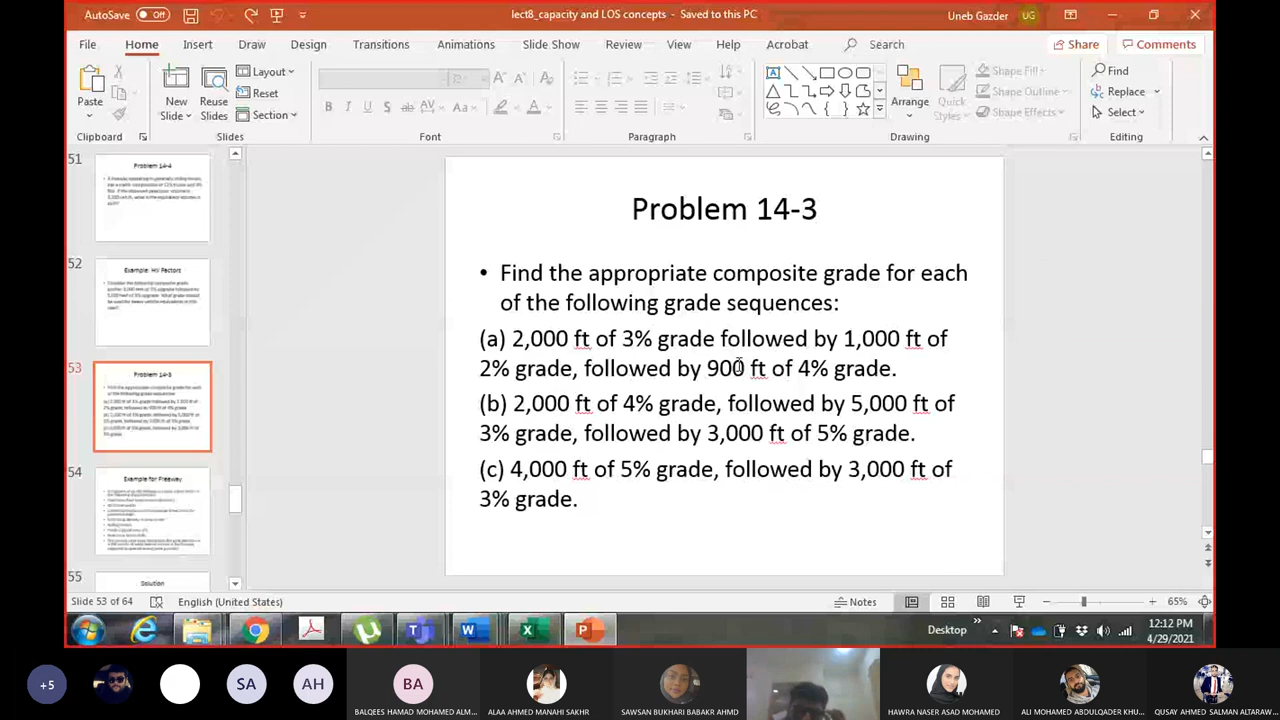 AutoSave Off
lect8_capacity and LOS concepts - Saved to this PC
Uneb Gazder UG
File Home Insert Draw Design Transitions Animations Slide Show Review View Help Acrobat Search Share Comments
Paste
New Slide
Reuse Slides
Layout
Reset
Section
Arrange
Quick Styles
Shape Fill
Shape Outline
Shape Effects
Find
Replace
Select
Clipboard Slides Font Paragraph Drawing Editing
51
Problem 14-4
52
Example: HV Factors
53
Problem 14-3
54
Example for Freeway
55
Solution
Problem 14-3
• Find the appropriate composite grade for each
of the following grade sequences:
(a) 2,000 ft of 3% grade followed by 1,000 ft of
2% grade, followed by 900 ft of 4% grade.
(b) 2,000 ft of 4% grade, followed by 5,000 ft of
3% grade, followed by 3,000 ft of 5% grade.
(c) 4,000 ft of 5% grade, followed by 3,000 ft of
3% grade.
Slide 53 of 64 English (United States) Notes 65%
Desktop
12:12 PM
4/29/2021
+5 SA AH BA
BALQEES HAMAD MOHAMED ALM... ALAA AHMED MANAHI SAKHR SAWSAN BUKHARI BABAKR AHMD HAWRA NASER ASAD MOHAMED ALI MOHAMED ABDULQADER KHU... QUSAY AHMED SALMAN ALTARAW...